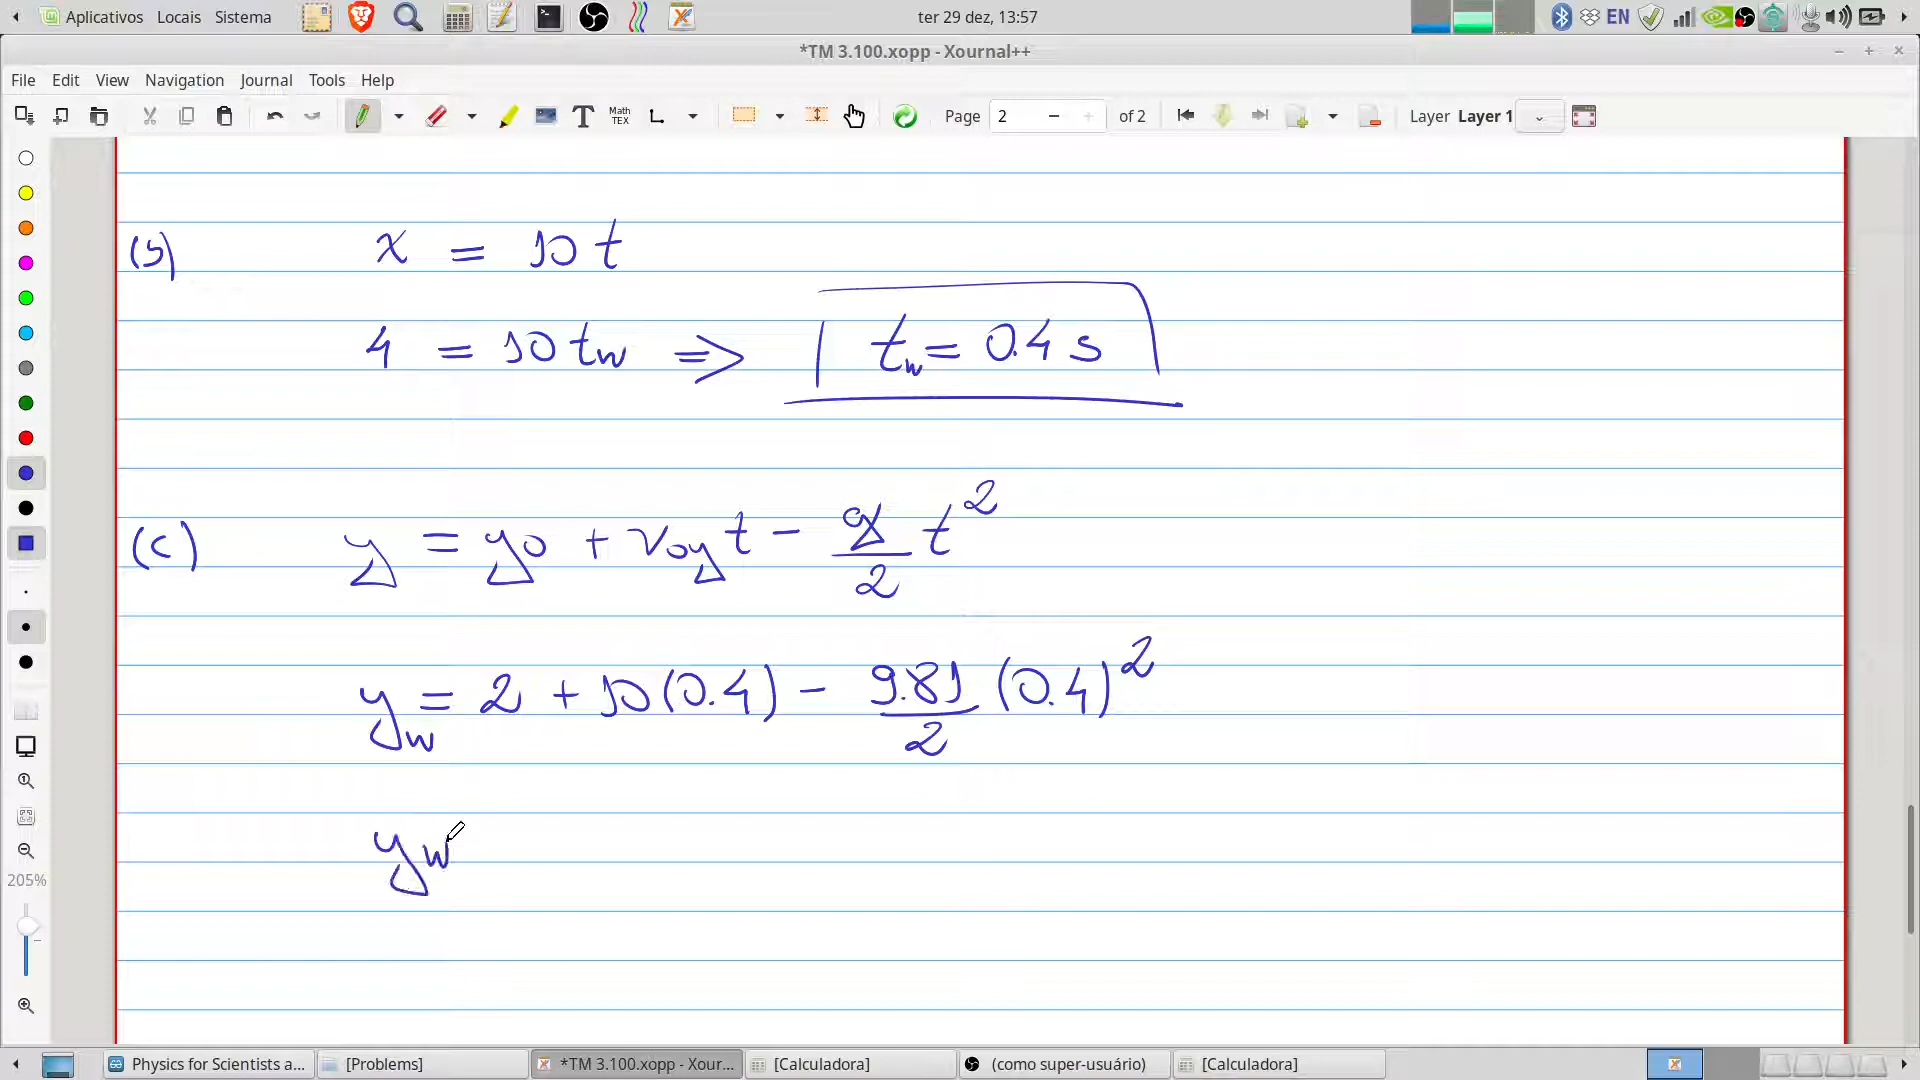 Aplicativos Locais Sistema ter 29 dez, 13:57 EN
*TM 3.100.xopp - Xournal++
File Edit View Navigation Journal Tools Help
Math TEX Page 2 of 2 Layer Layer 1
(b) x = 10 t
4 = 10 tw => tw = 0.4 s
(c) y = y0 + v0y t - g/2 t^2
yw = 2 + 10 (0.4) - 9.81/2 (0.4)^2
yw
205%
Physics for Scientists a... [Problems] *TM 3.100.xopp - Xour... [Calculadora] (como super-usuário) [Calculadora]